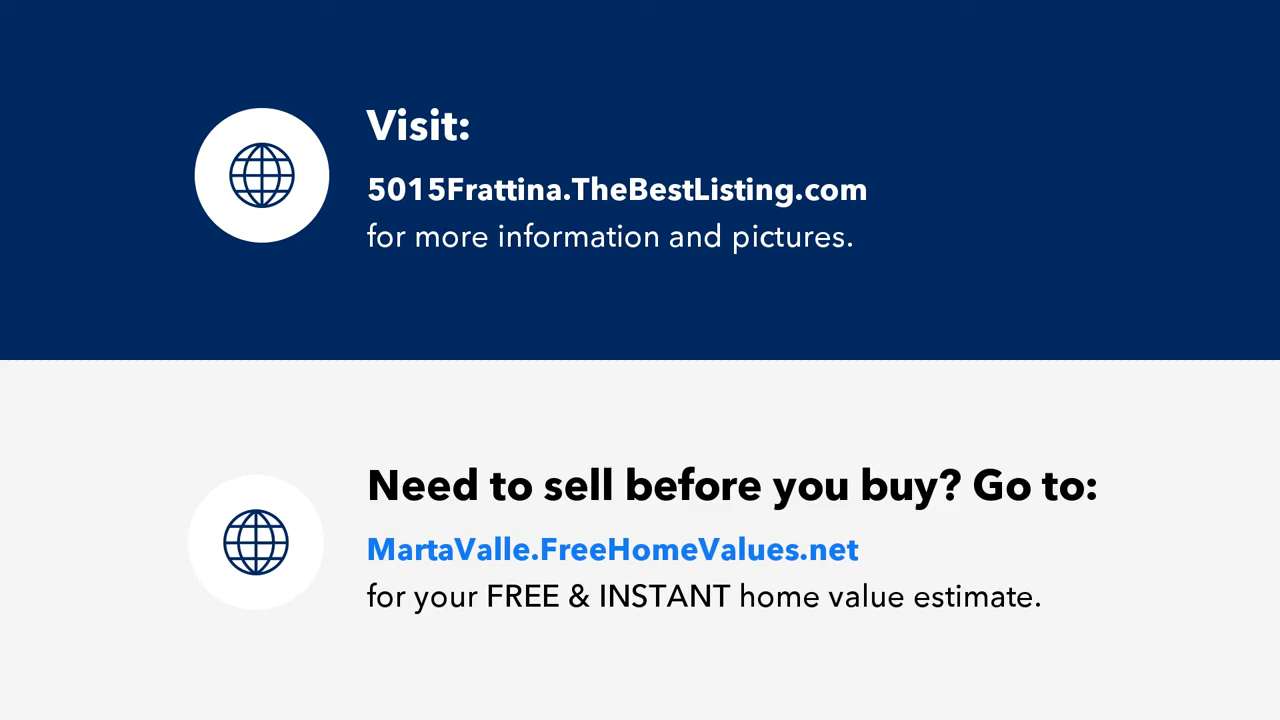 Visit:
5015Frattina.TheBestListing.com
for more information and pictures.
Need to sell before you buy? Go to:
MartaValle.FreeHomeValues.net
for your FREE & INSTANT home value estimate.